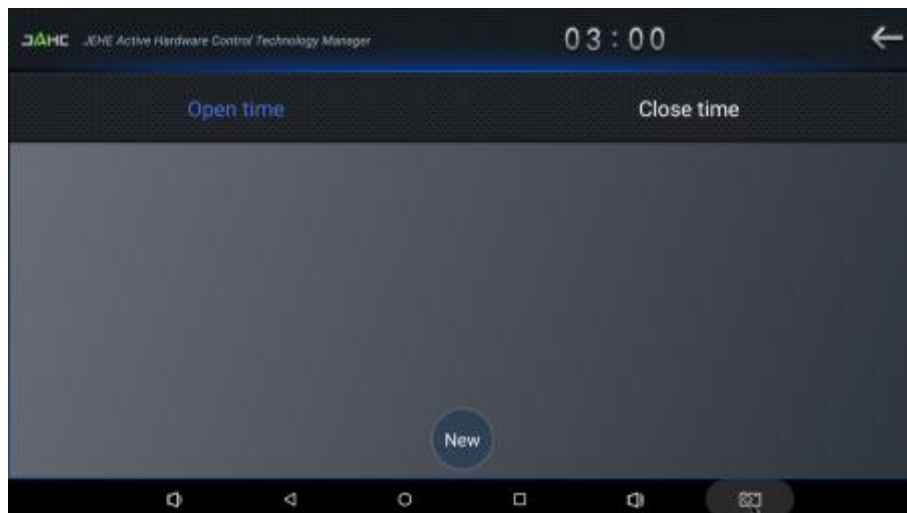 JAHC JEHE Active Hardware Control Technology Manager 03:00
Open time Close time
New